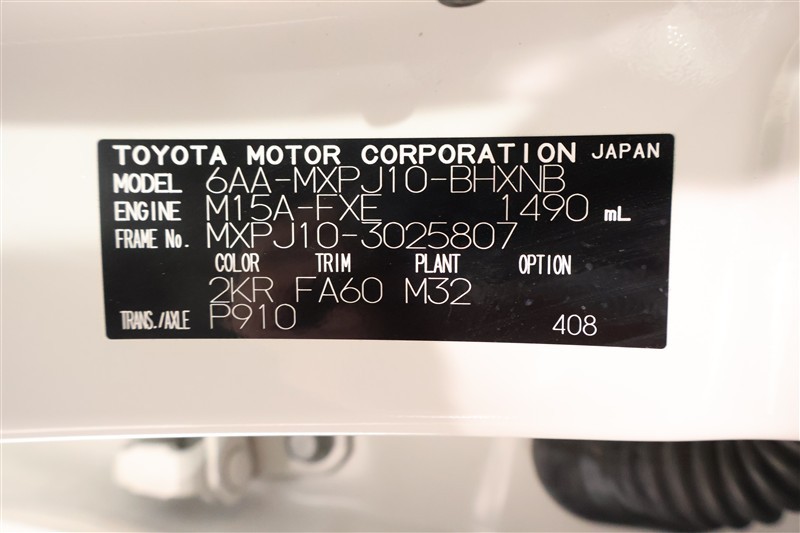 TOYOTA MOTOR CORPORATION JAPAN
MODEL 6AA-MXPJ10-BHXNB
ENGINE M15A-FXE 1490 mL
FRAME No. MXPJ10-3025807
COLOR TRIM PLANT OPTION
2KR FA60 M32
TRANS./AXLE P910 408